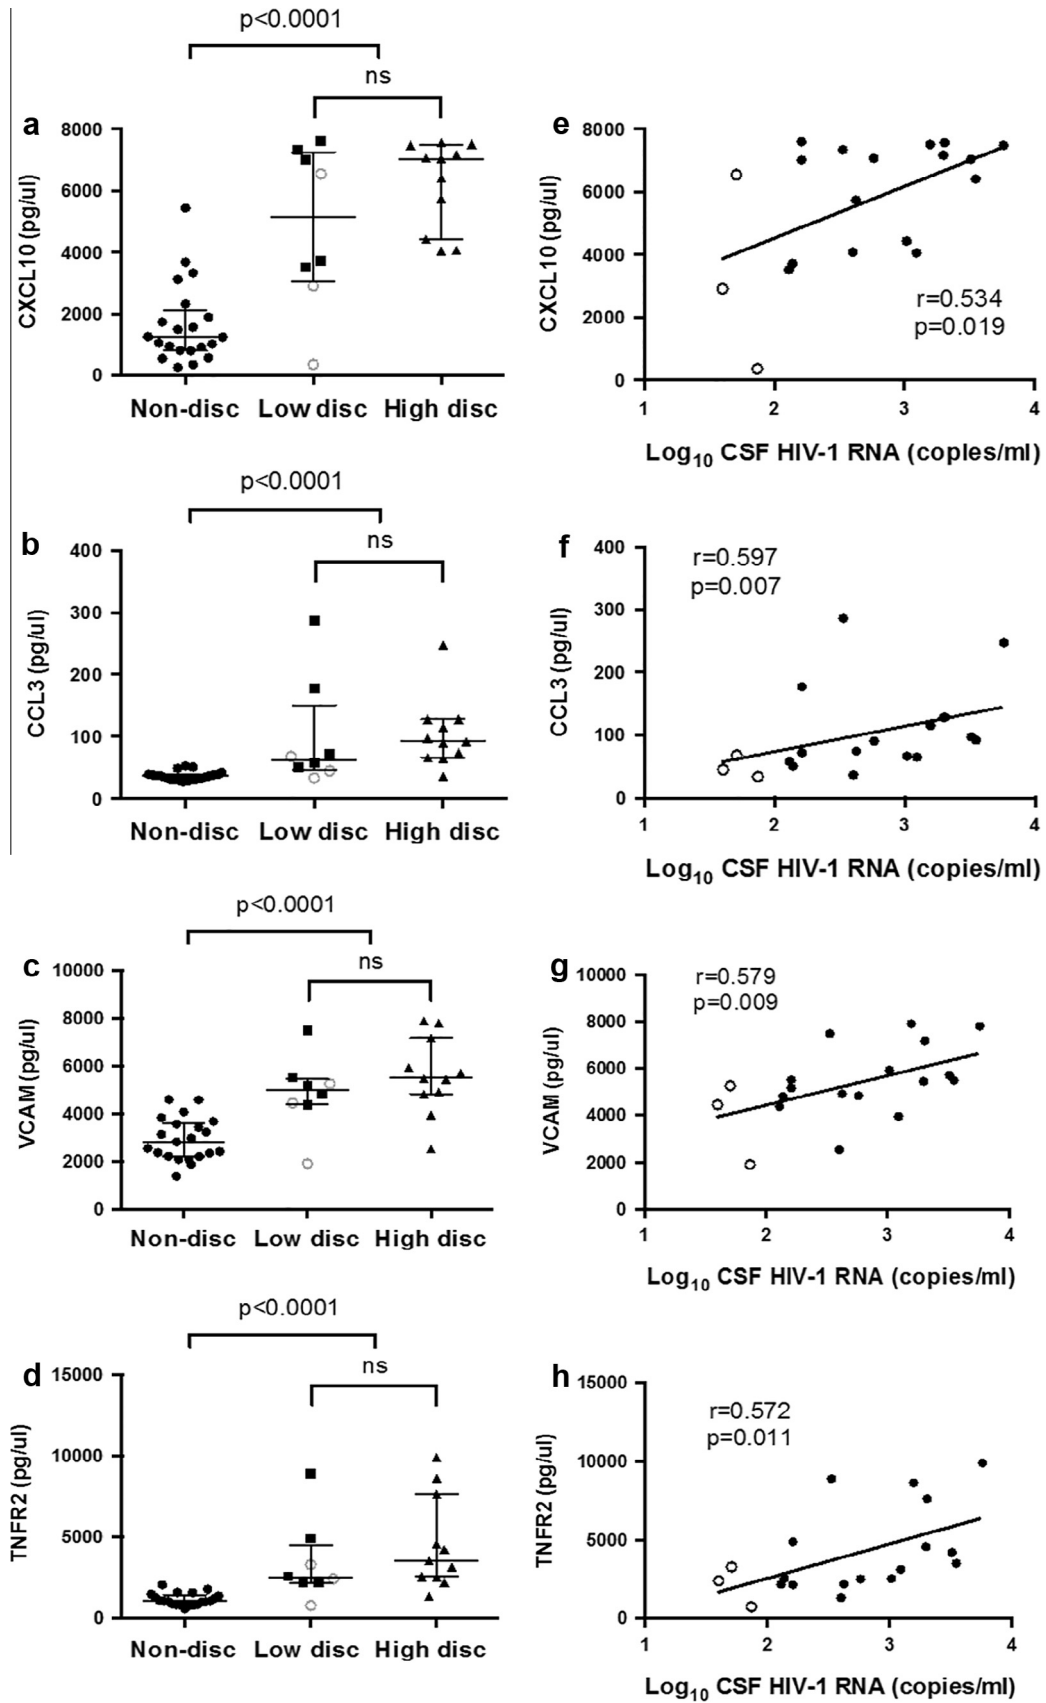 p<0.0001
ns
a
CXCL10 (pg/ul)
8000
6000
4000
2000
0
Non-disc Low disc High disc
e
CXCL10 (pg/ul)
8000
6000
4000
2000
0
r=0.534
p=0.019
1 2 3 4
Log10 CSF HIV-1 RNA (copies/ml)
p<0.0001
ns
b
CCL3 (pg/ul)
400
300
200
100
0
Non-disc Low disc High disc
f
CCL3 (pg/ul)
400
300
200
100
0
r=0.597
p=0.007
1 2 3 4
Log10 CSF HIV-1 RNA (copies/ml)
p<0.0001
ns
c
VCAM (pg/ul)
10000
8000
6000
4000
2000
0
Non-disc Low disc High disc
g
VCAM (pg/ul)
10000
8000
6000
4000
2000
0
r=0.579
p=0.009
1 2 3 4
Log10 CSF HIV-1 RNA (copies/ml)
p<0.0001
ns
d
TNFR2 (pg/ul)
15000
10000
5000
0
Non-disc Low disc High disc
h
TNFR2 (pg/ul)
15000
10000
5000
0
r=0.572
p=0.011
1 2 3 4
Log10 CSF HIV-1 RNA (copies/ml)